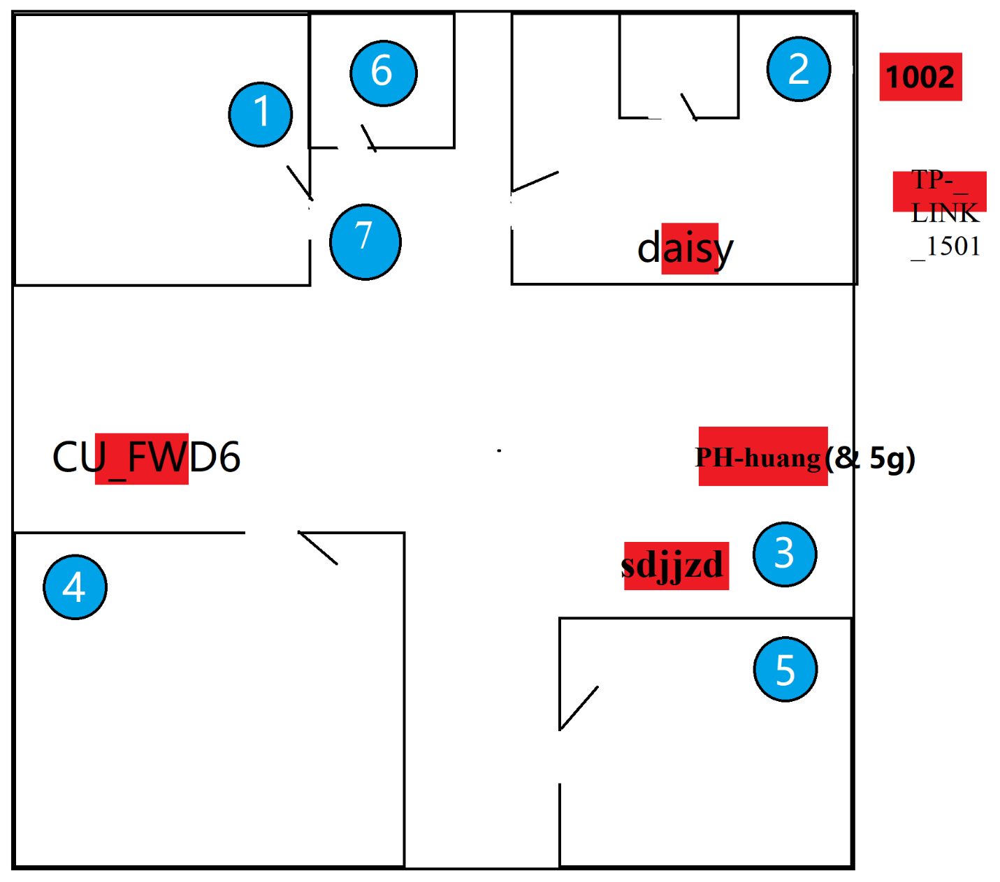 6
2
1002
1
TP-_
LINK
_1501
7
daisy
CU_FWD6
PH-huang(& 5g)
3
sdjjzd
4
5